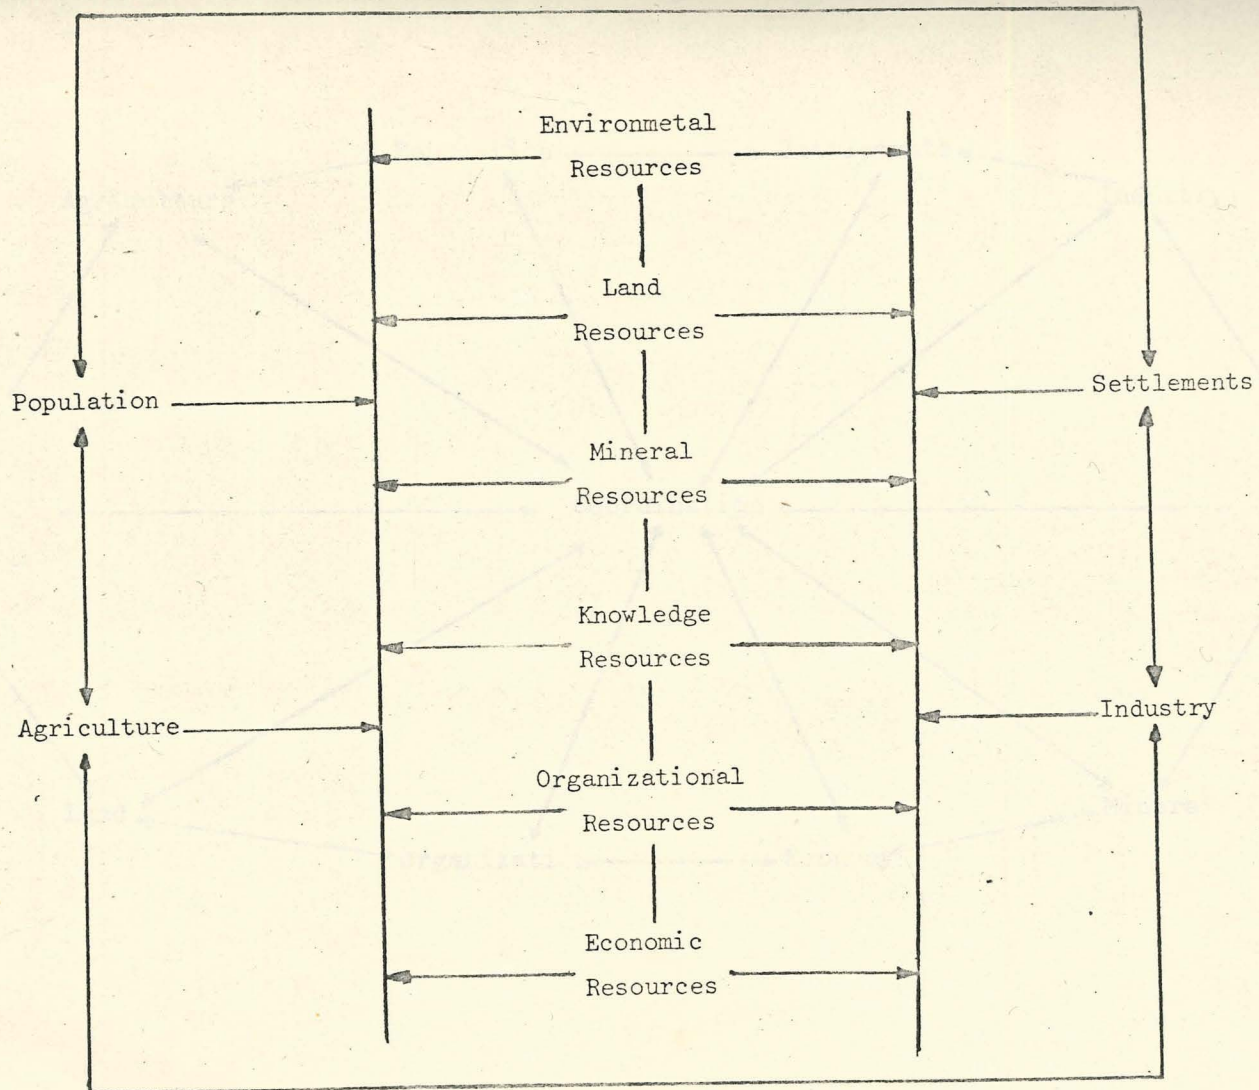 Environmetal
Resources
Land
Resources
Population
Settlements
Mineral
Resources
Knowledge
Resources
Agriculture
Industry
Organizational
Resources
Economic
Resources